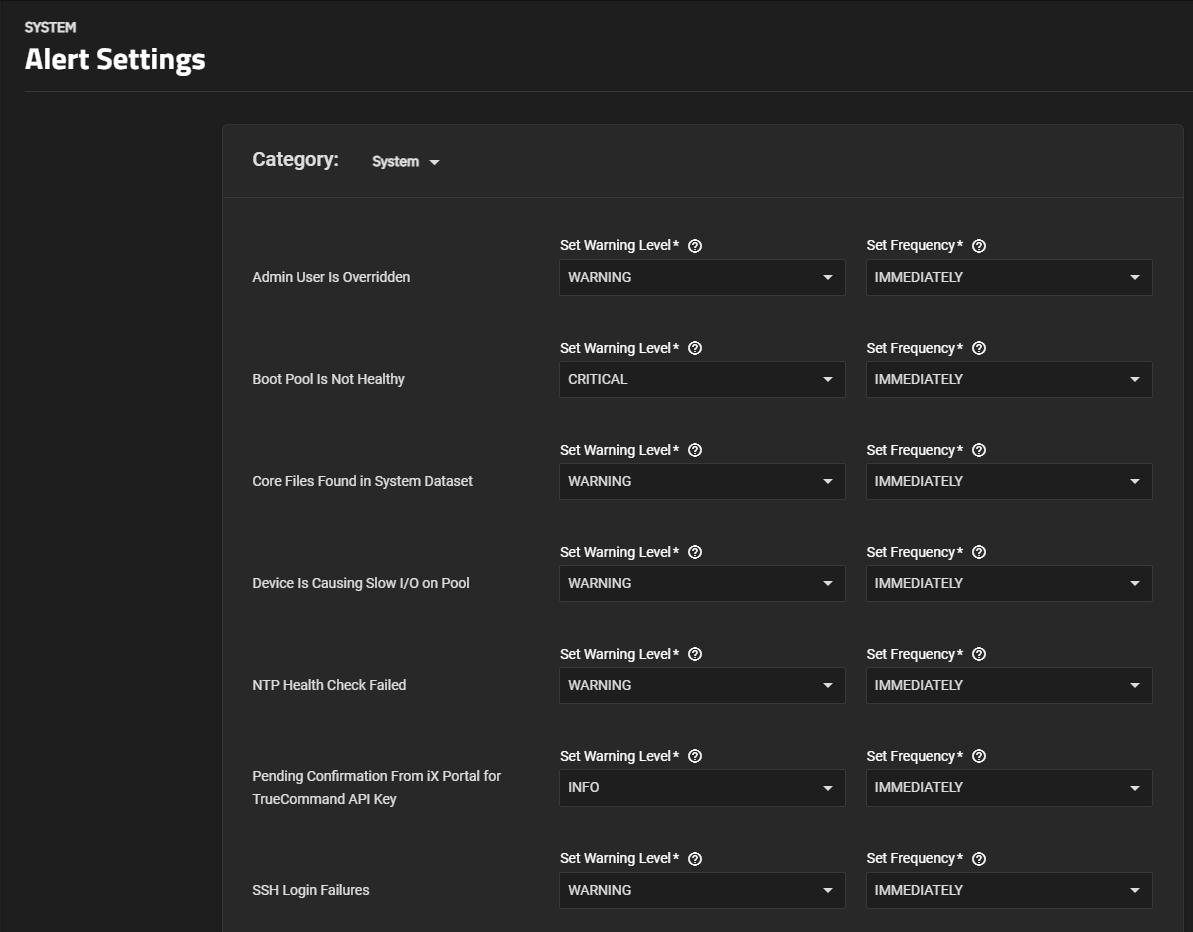 SYSTEM
Alert Settings
Category: System
Set Warning Level* Set Frequency*
Admin User Is Overridden WARNING IMMEDIATELY
Set Warning Level* Set Frequency*
Boot Pool Is Not Healthy CRITICAL IMMEDIATELY
Set Warning Level* Set Frequency*
Core Files Found in System Dataset WARNING IMMEDIATELY
Set Warning Level* Set Frequency*
Device Is Causing Slow I/O on Pool WARNING IMMEDIATELY
Set Warning Level* Set Frequency*
NTP Health Check Failed WARNING IMMEDIATELY
Set Warning Level* Set Frequency*
Pending Confirmation From iX Portal for
TrueCommand API Key INFO IMMEDIATELY
Set Warning Level* Set Frequency*
SSH Login Failures WARNING IMMEDIATELY